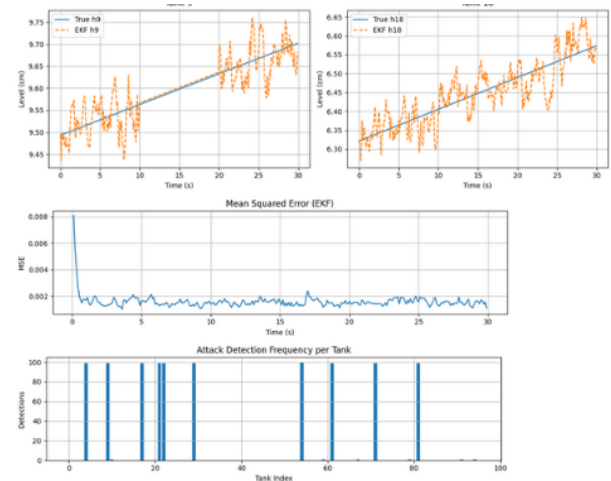 True h9
EKF h9
9.75
9.70
9.65
9.60
9.55
9.50
9.45
Level (cm)
0 5 10 15 20 25 30
Time (s)
True h18
EKF h18
6.65
6.60
6.55
6.50
6.45
6.40
6.35
6.30
Level (cm)
0 5 10 15 20 25 30
Time (s)
Mean Squared Error (EKF)
0.008
0.006
0.004
0.002
MSE
0 5 10 15 20 25 30
Time (s)
Attack Detection Frequency per Tank
100
80
60
40
20
0
Detections
0 20 40 60 80 100
Tank Index